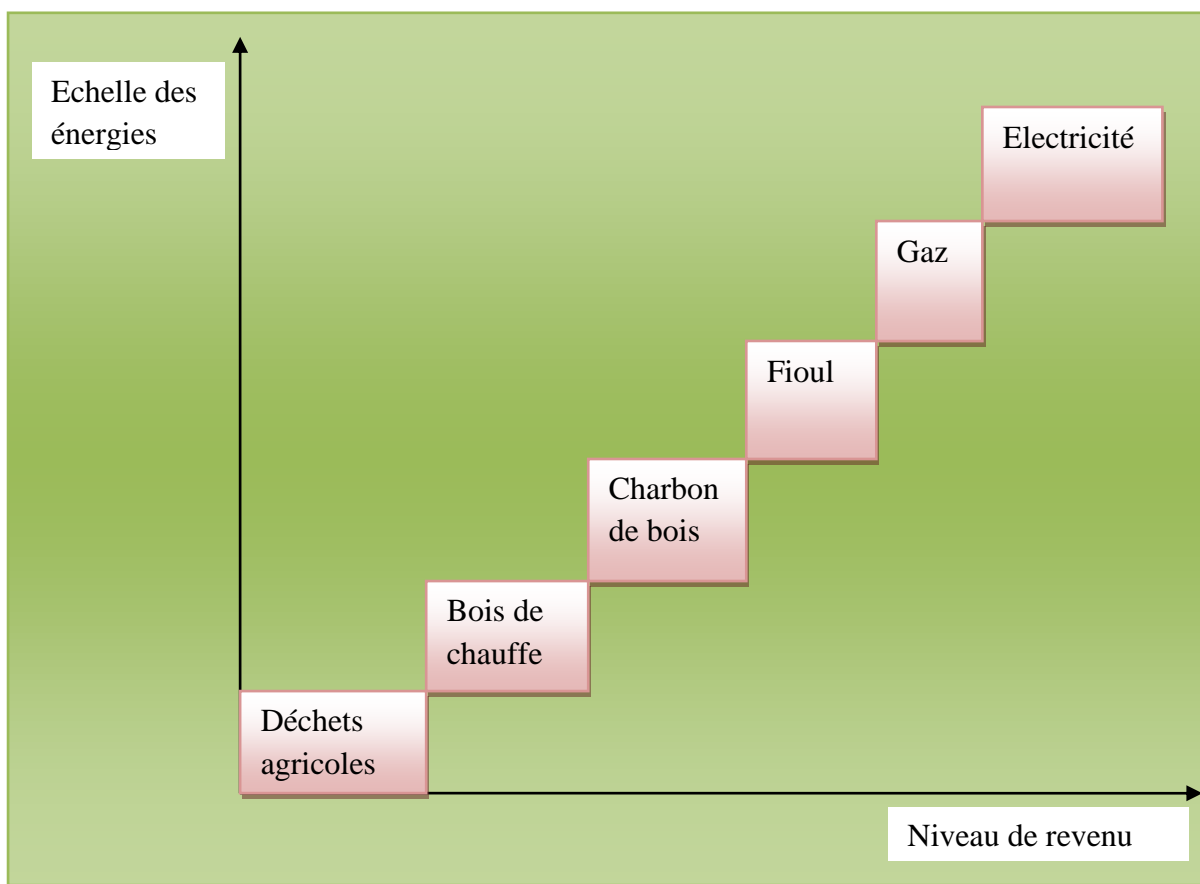 Echelle des
énergies
Electricité
Gaz
Fioul
Charbon
de bois
Bois de
chauffe
Déchets
agricoles
Niveau de revenu